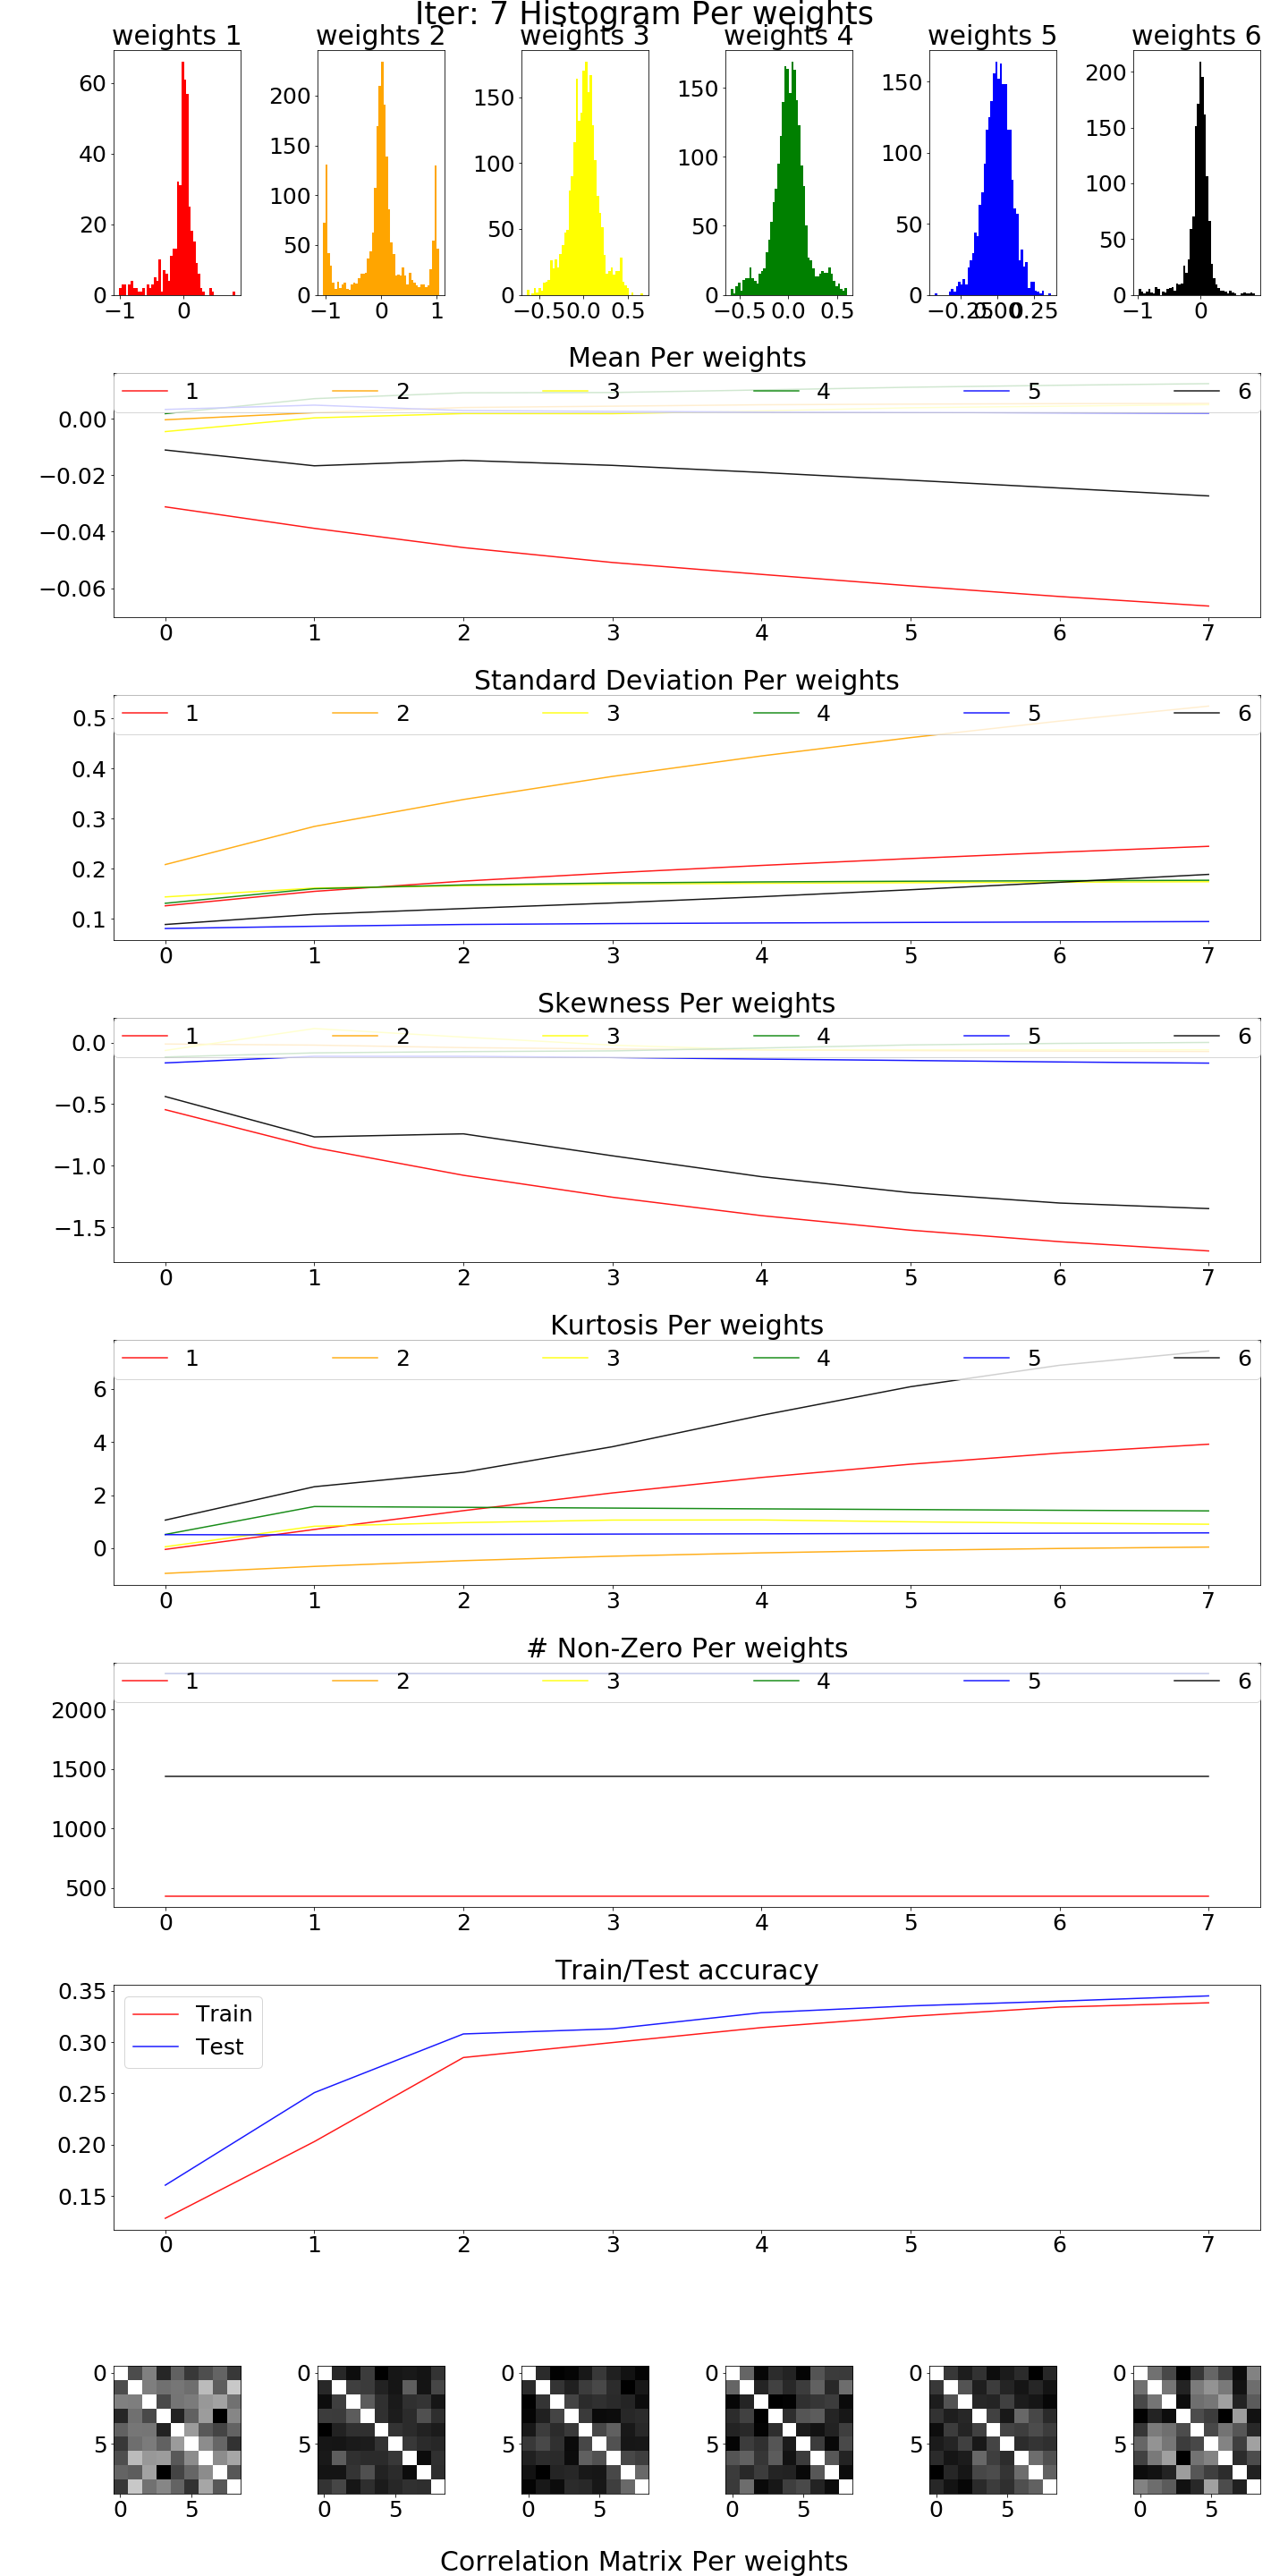 Iter: 7 Histogram Per weights
weights 1 weights 2 weights 3 weights 4 weights 5 weights 6
60 40 20 0
−1 0
200 150 100 50 0
−1 0 1
150 100 50 0
−0.5 0.0 0.5
150 100 50 0
−0.5 0.0 0.5
150 100 50 0
−0.25 0.00 0.25
200 150 100 50 0
−1 0
Mean Per weights
1 2 3 4 5 6
0.00
−0.02
−0.04
−0.06
0 1 2 3 4 5 6 7
Standard Deviation Per weights
1 2 3 4 5 6
0.5
0.4
0.3
0.2
0.1
0 1 2 3 4 5 6 7
Skewness Per weights
1 2 3 4 5 6
0.0
−0.5
−1.0
−1.5
0 1 2 3 4 5 6 7
Kurtosis Per weights
1 2 3 4 5 6
6
4
2
0
0 1 2 3 4 5 6 7
# Non-Zero Per weights
1 2 3 4 5 6
2000
1500
1000
500
0 1 2 3 4 5 6 7
Train/Test accuracy
Train
Test
0.35
0.30
0.25
0.20
0.15
0 1 2 3 4 5 6 7
0 0 0 0 0 0
5 5 5 5 5 5
0 5 0 5 0 5 0 5 0 5 0 5
Correlation Matrix Per weights